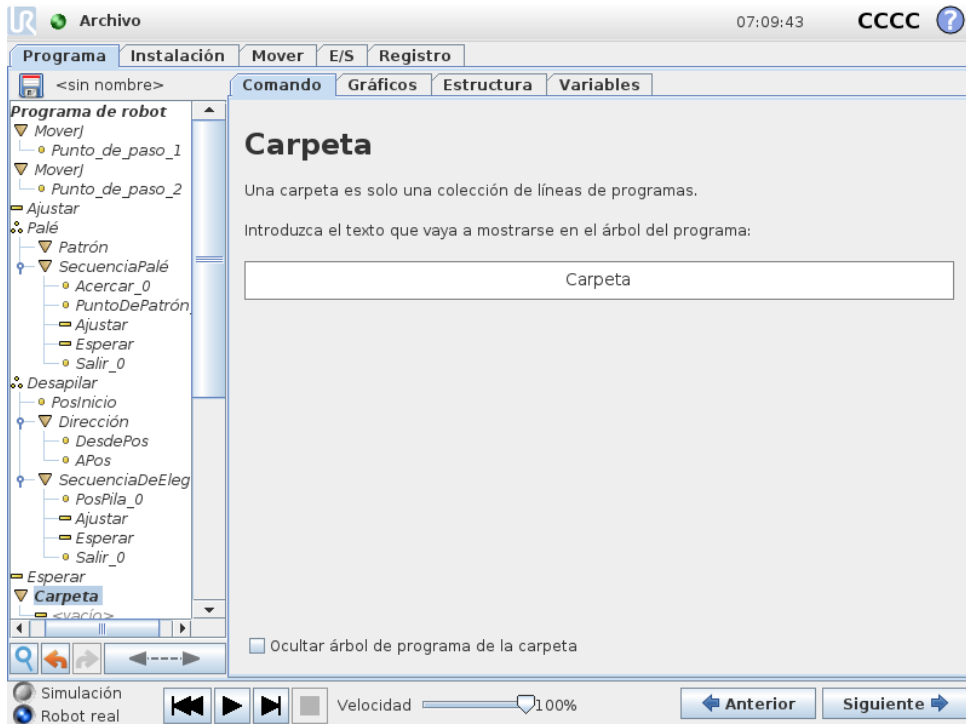 UR Archivo 07:09:43 CCCC ?
Programa Instalación Mover E/S Registro
<sin nombre> Comando Gráficos Estructura Variables
Programa de robot
MoverJ
Punto_de_paso_1
MoverJ
Punto_de_paso_2
Ajustar
Palé
Patrón
SecuenciaPalé
Acercar_0
PuntoDePatrón_
Ajustar
Esperar
Salir_0
Desapilar
PosInicio
Dirección
DesdePos
APos
SecuenciaDeEleg
PosPila_0
Ajustar
Esperar
Salir_0
Esperar
Carpeta
<vacío>
Carpeta
Una carpeta es solo una colección de líneas de programas.
Introduzca el texto que vaya a mostrarse en el árbol del programa:
Carpeta
Ocultar árbol de programa de la carpeta
Simulación
Robot real
Velocidad 100%
Anterior Siguiente